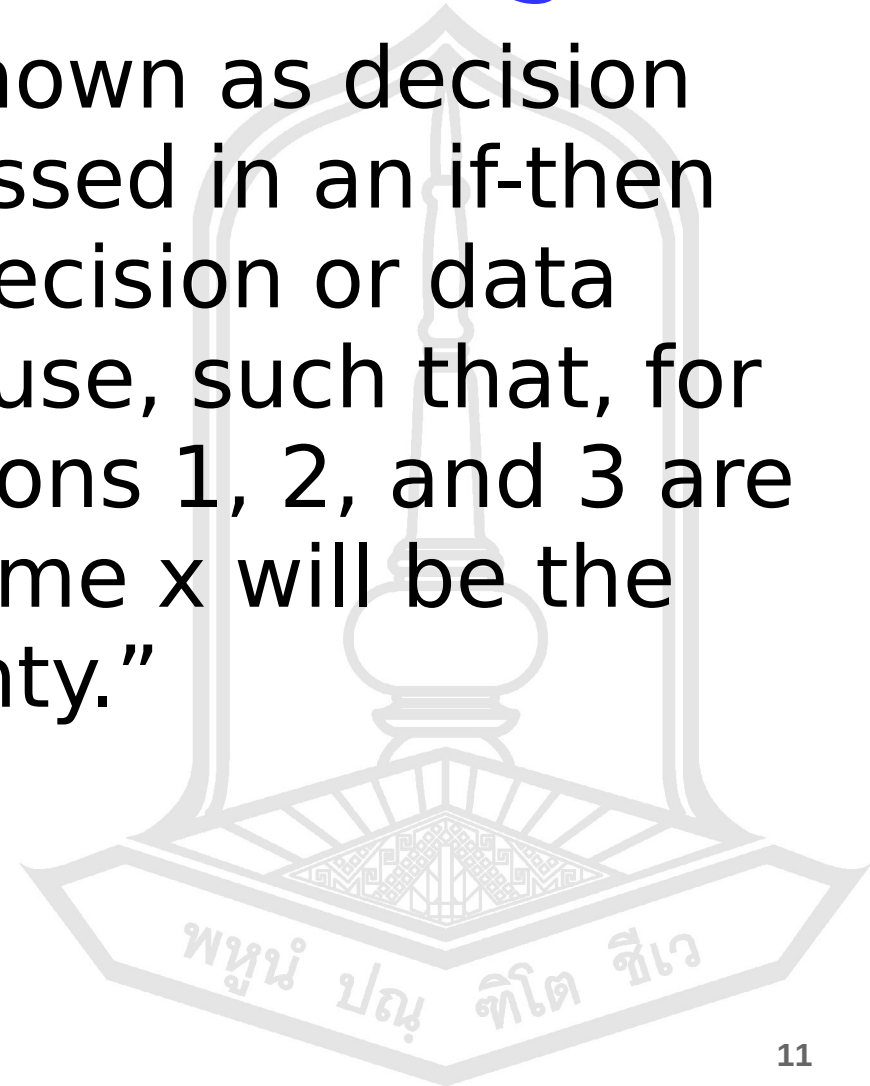 nown as decision
ssed in an if-then
ecision or data
use, such that, for
ons 1, 2, and 3 are
me x will be the
nty.”
พหูนํ ปณฺฑิโต ชีเว
11